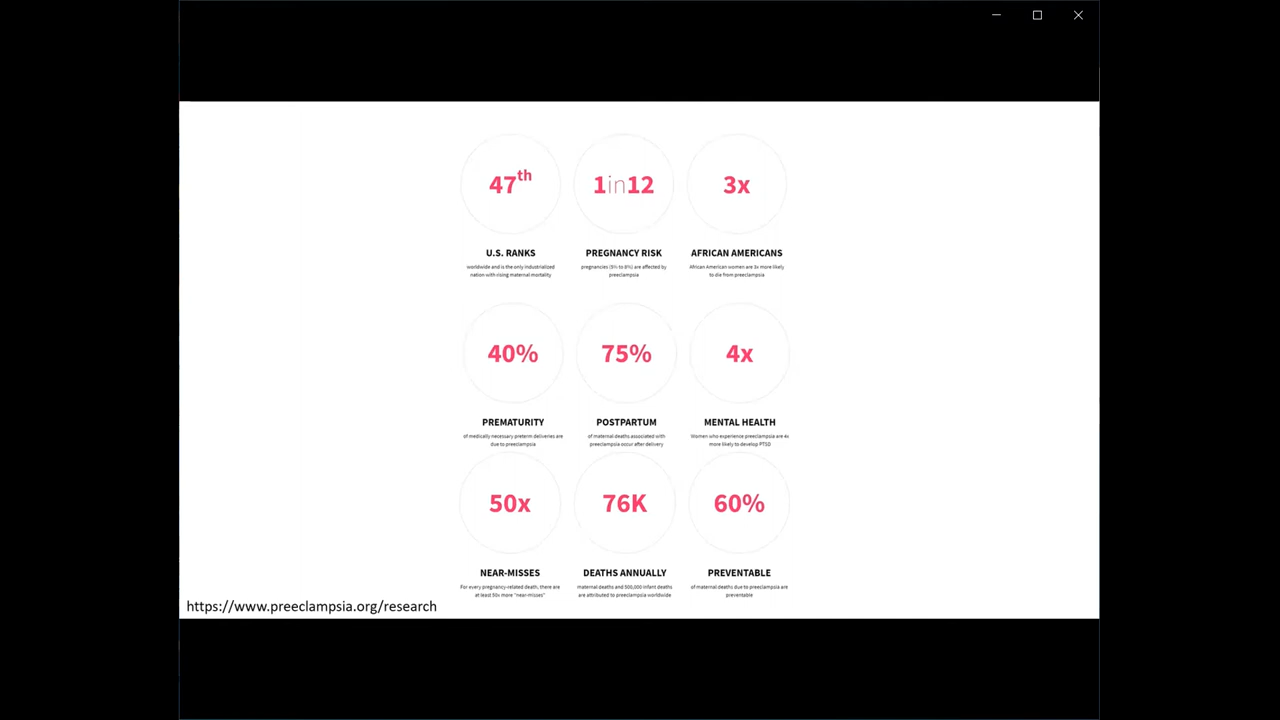 47th
1in12
3x
U.S. RANKS
PREGNANCY RISK
AFRICAN AMERICANS
worldwide and is the only industrialized
nation with rising maternal mortality
pregnancies (5% to 8%) are affected by
preeclampsia
African American women are 3x more likely
to die from preeclampsia
40%
75%
4x
PREMATURITY
POSTPARTUM
MENTAL HEALTH
of medically necessary preterm deliveries are
due to preeclampsia
of maternal deaths associated with
preeclampsia occur after delivery
Women who experience preeclampsia are 4x
more likely to develop PTSD
50x
76K
60%
NEAR-MISSES
DEATHS ANNUALLY
PREVENTABLE
For every pregnancy-related death, there are
at least 50x more "near-misses"
maternal deaths and 500,000 infant deaths
are attributed to preeclampsia worldwide
of maternal deaths due to preeclampsia are
preventable
https://www.preeclampsia.org/research